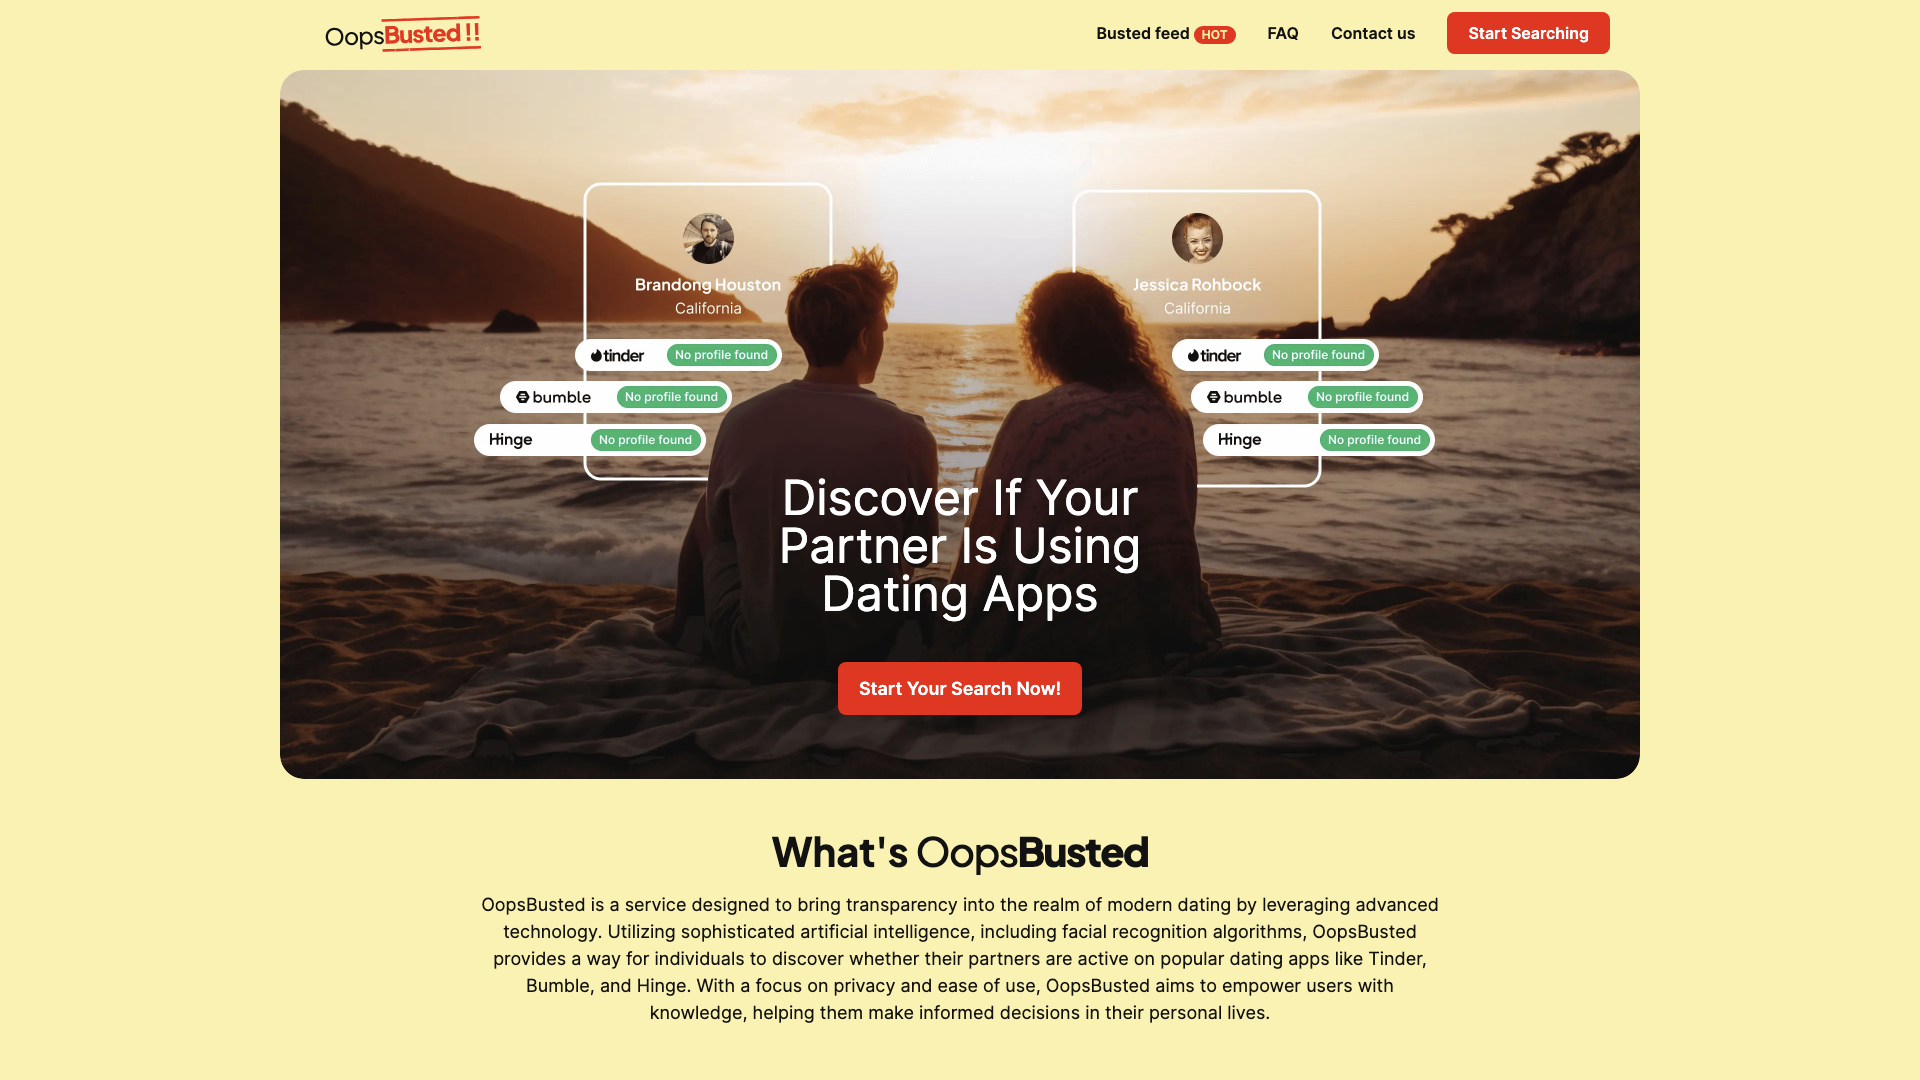 OopsBusted!!
Busted feed HOT
FAQ
Contact us
Start Searching
Brandong Houston
California
tinder No profile found
bumble No profile found
Hinge No profile found
Jessica Rohbock
California
tinder No profile found
bumble No profile found
Hinge No profile found
Discover If Your
Partner Is Using
Dating Apps
Start Your Search Now!
What's OopsBusted
OopsBusted is a service designed to bring transparency into the realm of modern dating by leveraging advanced
technology. Utilizing sophisticated artificial intelligence, including facial recognition algorithms, OopsBusted
provides a way for individuals to discover whether their partners are active on popular dating apps like Tinder,
Bumble, and Hinge. With a focus on privacy and ease of use, OopsBusted aims to empower users with
knowledge, helping them make informed decisions in their personal lives.